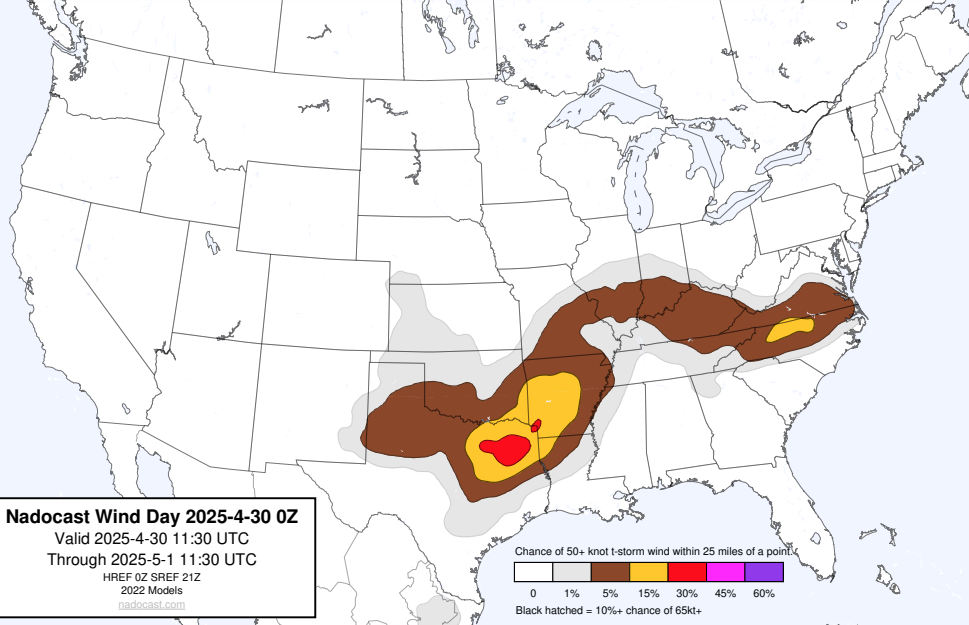 Nadocast Wind Day 2025-4-30 0Z
Valid 2025-4-30 11:30 UTC
Through 2025-5-1 11:30 UTC
HREF 0Z SREF 21Z
2022 Models
nadocast.com
Chance of 50+ knot t-storm wind within 25 miles of a point.
0 1% 5% 15% 30% 45% 60%
Black hatched = 10%+ chance of 65kt+